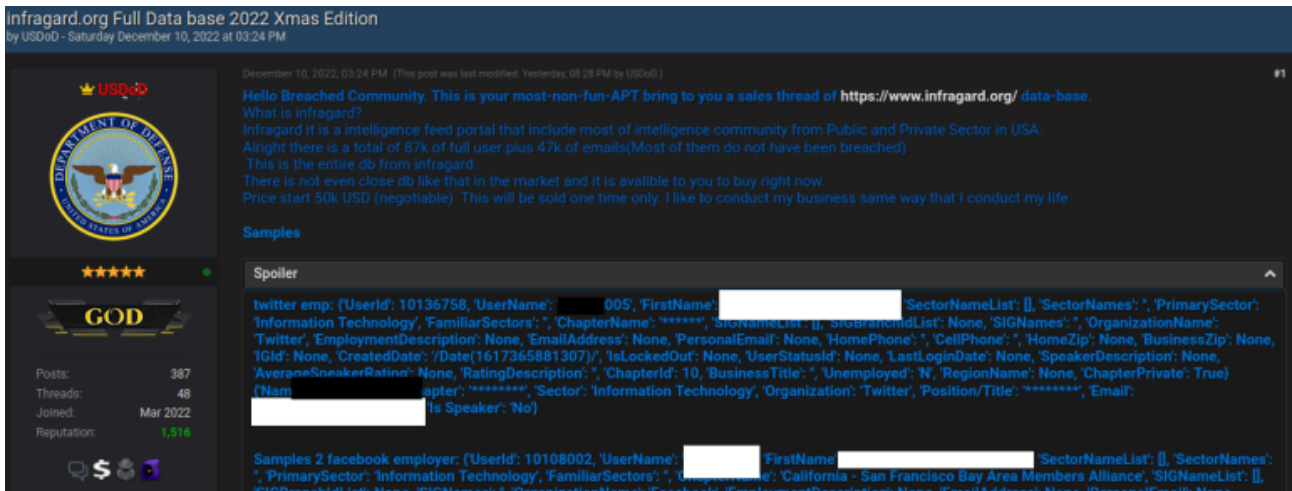 infragard.org Full Data base 2022 Xmas Edition
by USDoD - Saturday December 10, 2022 at 03:24 PM
USDoD
DEPARTMENT OF DEFENSE
UNITED STATES OF AMERICA
GOD
Posts: 387
Threads: 48
Joined: Mar 2022
Reputation: 1,516
December 10, 2022, 03:24 PM (This post was last modified: Yesterday, 08:28 PM by USDoD.)
#1
Hello Breached Community. This is your most-non-fun-APT bring to you a sales thread of https://www.infragard.org/ data-base.
What is infragard?
Infragard it is a intelligence feed portal that include most of intelligence community from Public and Private Sector in USA.
Alright there is a total of 87k of full user plus 47k of emails(Most of them do not have been breached)
This is the entire db from infragard.
There is not even close db like that in the market and it is avalible to you to buy right now.
Price start 50k USD (negotiable) This will be sold one time only. I like to conduct my business same way that I conduct my life
Samples
Spoiler
twitter emp: {'UserId': 10136758, 'UserName': 005', 'FirstName': 'SectorNameList': [], 'SectorNames': '', 'PrimarySector':
'Information Technology', 'FamiliarSectors': '', 'ChapterName': '******', 'SIGNameList': [], 'SIGBranchIdList': None, 'SIGNames': '', 'OrganizationName':
'Twitter', 'EmploymentDescription': None, 'EmailAddress': None, 'PersonalEmail': None, 'HomePhone': '', 'CellPhone': '', 'HomeZip': None, 'BusinessZip': None,
'IGId': None, 'CreatedDate': '/Date(1617365881307)/', 'IsLockedOut': None, 'UserStatusId': None, 'LastLoginDate': None, 'SpeakerDescription': None,
'AverageSpeakerRating': None, 'RatingDescription': '', 'ChapterId': 10, 'BusinessTitle': '', 'Unemployed': 'N', 'RegionName': None, 'ChapterPrivate': True}
{'Nam apter': '********', 'Sector': 'Information Technology', 'Organization': 'Twitter', 'Position/Title': '********', 'Email':
'Is Speaker': 'No'}
Samples 2 facebook employer: {'UserId': 10108002, 'UserName': 'FirstName' 'SectorNameList': [], 'SectorNames':
'', 'PrimarySector': 'Information Technology', 'FamiliarSectors': '', 'California - San Francisco Bay Area Members Alliance', 'SIGNameList': [],